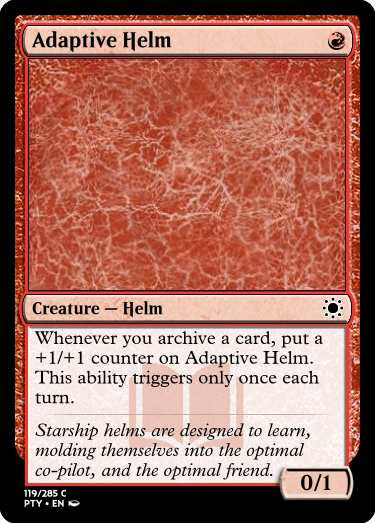 Adaptive Helm
Creature — Helm
Whenever you archive a card, put a
+1/+1 counter on Adaptive Helm.
This ability triggers only once each
turn.
Starship helms are designed to learn,
molding themselves into the optimal
co-pilot, and the optimal friend.
0/1
119/285 C
PTY • EN